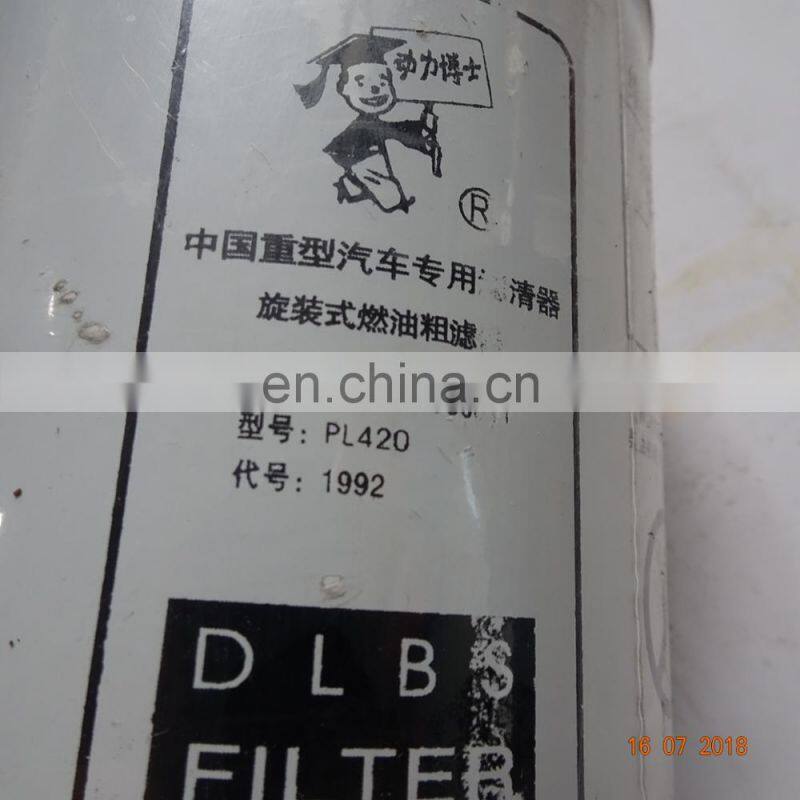 动力博士
®
中国重型汽车专用 清器
旋装式燃油粗滤
en.china.cn
型号: PL420
代号: 1992
DLBS
FILTER
16 07 2018